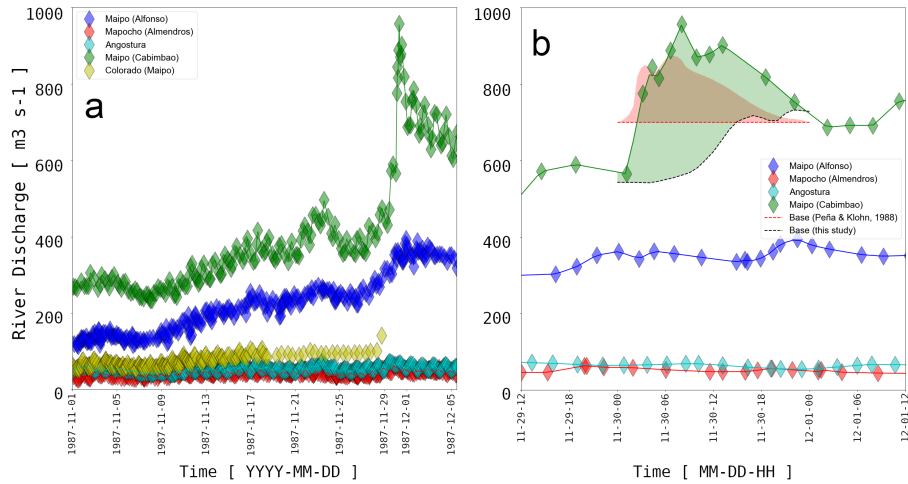 1000
800
600
400
200
0
River Discharge [ m3 s-1 ]
Maipo (Alfonso)
Mapocho (Almendros)
Angostura
Maipo (Cabimbao)
Colorado (Maipo)
a
1987-11-01
1987-11-05
1987-11-09
1987-11-13
1987-11-17
1987-11-21
1987-11-25
1987-11-29
1987-12-01
1987-12-05
Time [ YYYY-MM-DD ]
1000
800
600
400
200
0
b
Maipo (Alfonso)
Mapocho (Almendros)
Angostura
Maipo (Cabimbao)
Base (Peña & Klohn, 1988)
Base (this study)
11-29-12
11-29-18
11-30-00
11-30-06
11-30-12
11-30-18
12-01-00
12-01-06
12-01-12
Time [ MM-DD-HH ]